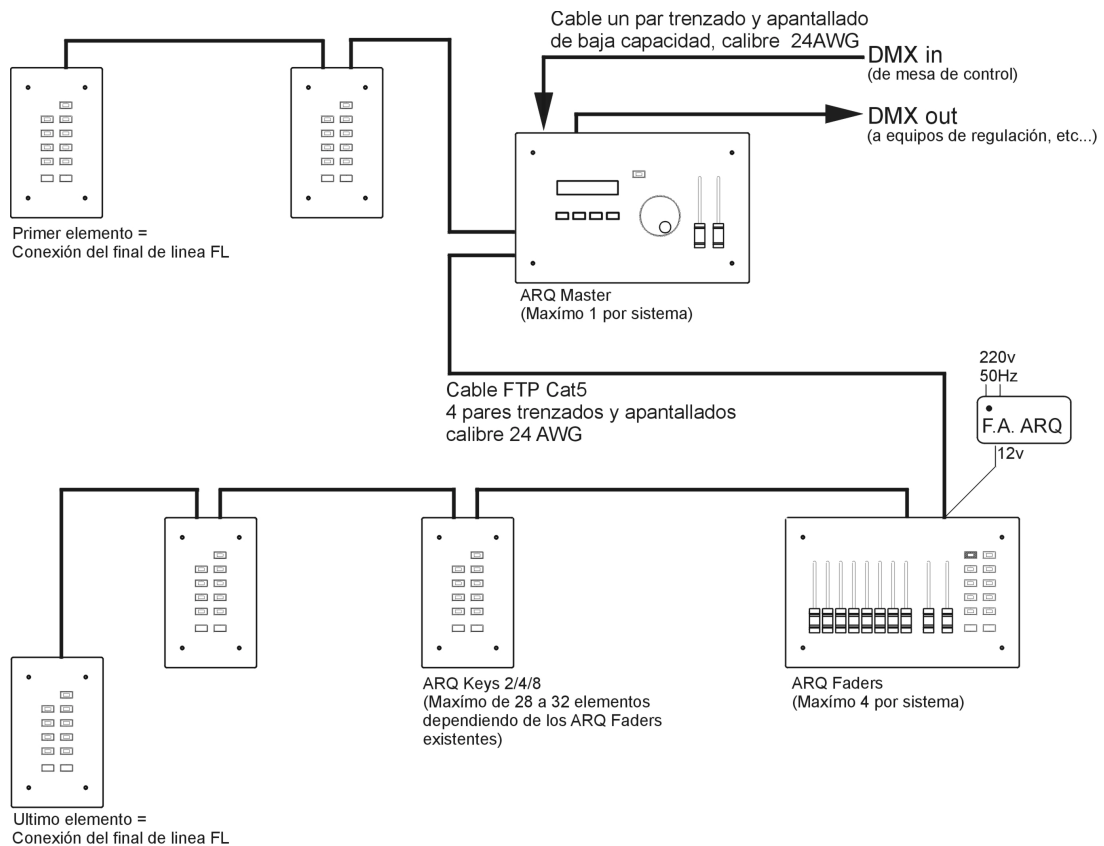 Cable un par trenzado y apantallado
de baja capacidad, calibre 24AWG
DMX in
(de mesa de control)
DMX out
(a equipos de regulación, etc...)
Primer elemento =
Conexión del final de linea FL
ARQ Master
(Maxímo 1 por sistema)
220v
50Hz
F.A. ARQ
12v
Cable FTP Cat5
4 pares trenzados y apantallados
calibre 24 AWG
ARQ Keys 2/4/8
(Maxímo de 28 a 32 elementos
dependiendo de los ARQ Faders
existentes)
ARQ Faders
(Maxímo 4 por sistema)
Ultimo elemento =
Conexión del final de linea FL